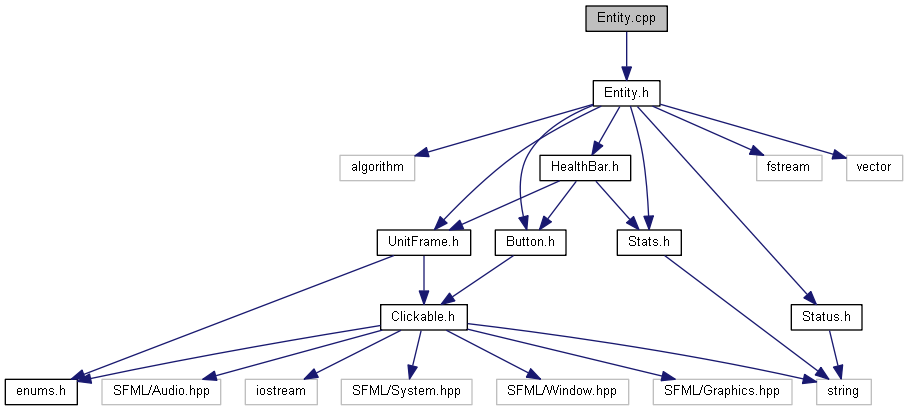 Entity.cpp
Entity.h
algorithm
HealthBar.h
fstream
vector
UnitFrame.h
Button.h
Stats.h
Clickable.h
Status.h
enums.h
SFML/Audio.hpp
iostream
SFML/System.hpp
SFML/Window.hpp
SFML/Graphics.hpp
string